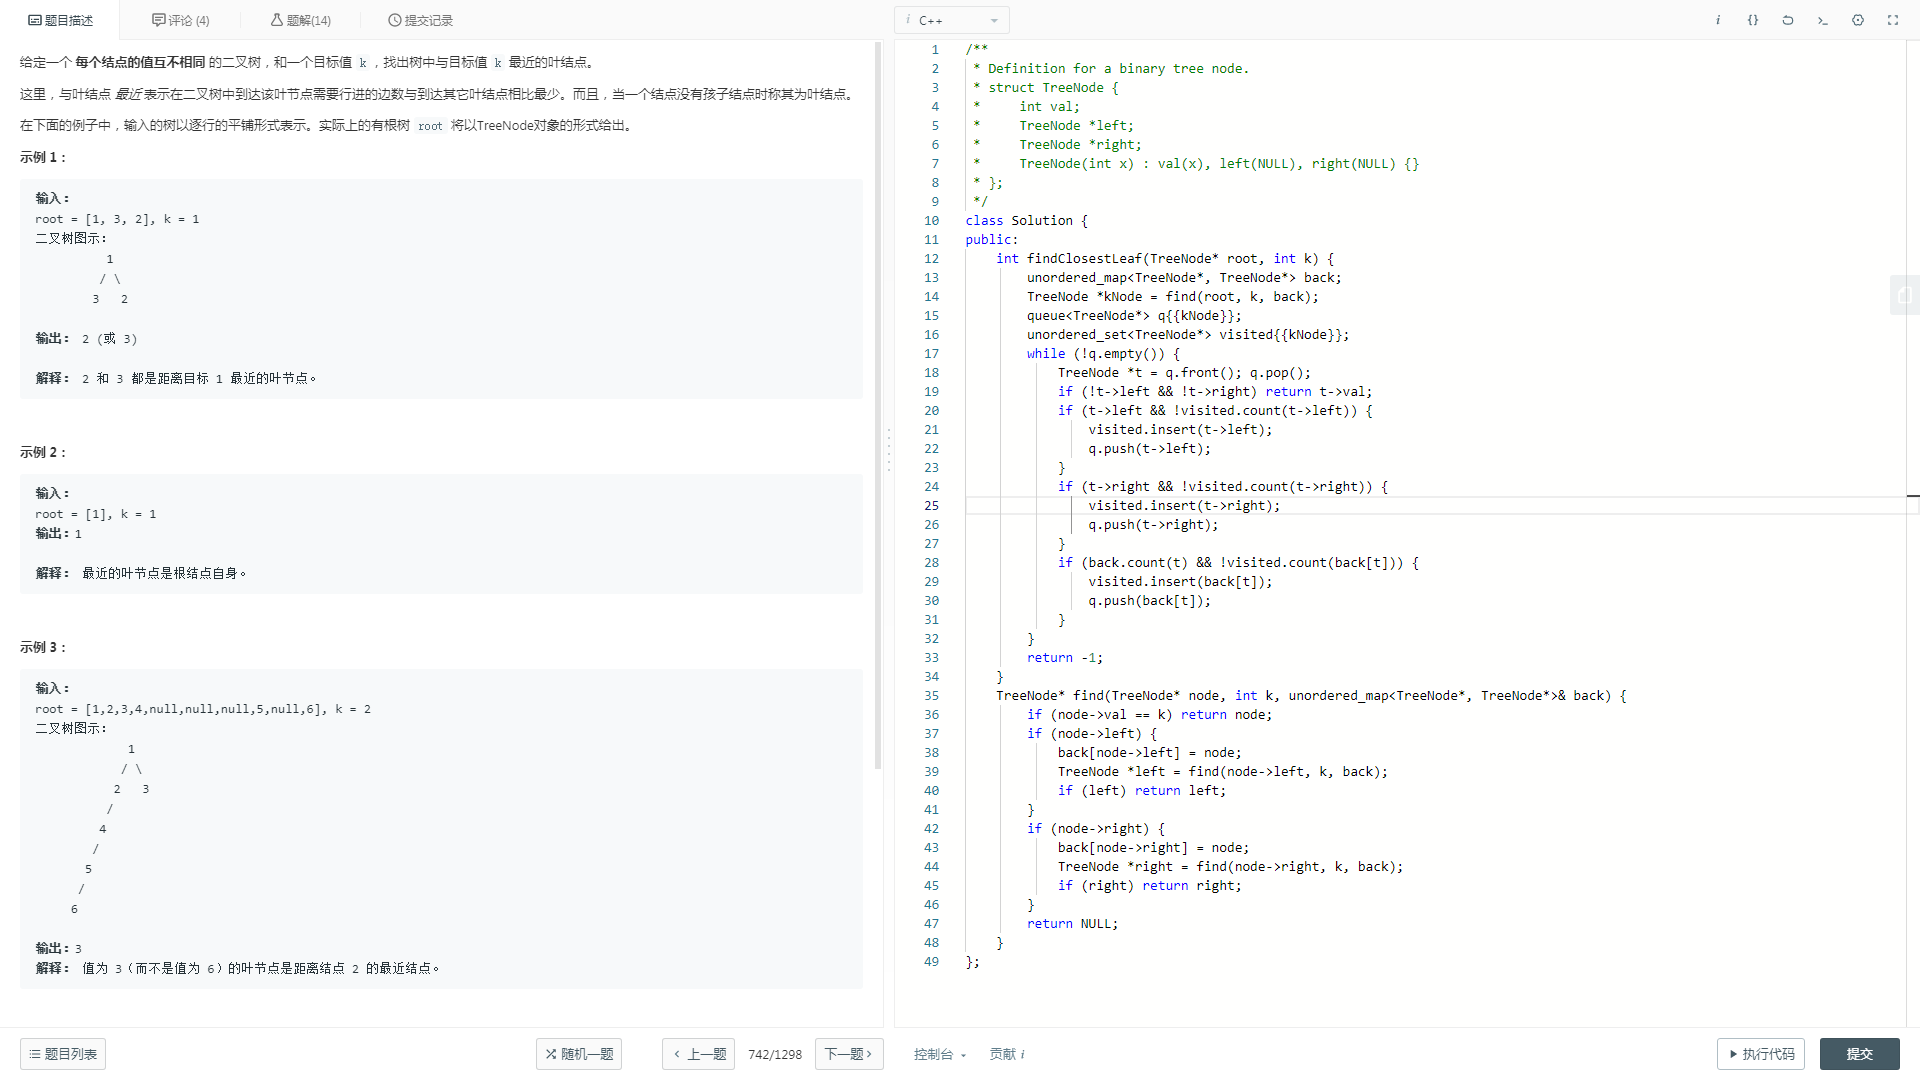 题目描述
评论 (4)
题解(14)
提交记录
给定一个 每个结点的值互不相同 的二叉树，和一个目标值 k ，找出树中与目标值 k 最近的叶结点。
这里，与叶结点 最近 表示在二叉树中到达该叶节点需要行进的边数与到达其它叶结点相比最少。而且，当一个结点没有孩子结点时称其为叶结点。
在下面的例子中，输入的树以逐行的平铺形式表示。实际上的有根树 root 将以TreeNode对象的形式给出。
示例 1：
输入：
root = [1, 3, 2], k = 1
二叉树图示：
          1
         / \
        3   2
输出： 2 (或 3)
解释： 2 和 3 都是距离目标 1 最近的叶节点。
示例 2：
输入：
root = [1], k = 1
输出：1
解释： 最近的叶节点是根结点自身。
示例 3：
输入：
root = [1,2,3,4,null,null,null,5,null,6], k = 2
二叉树图示：
             1
            / \
           2   3
          /
         4
        /
       5
      /
     6
输出：3
解释： 值为 3（而不是值为 6）的叶节点是距离结点 2 的最近结点。
题目列表
随机一题
上一题
742/1298
下一题
i C++
i {}
1 /**
2  * Definition for a binary tree node.
3  * struct TreeNode {
4  *     int val;
5  *     TreeNode *left;
6  *     TreeNode *right;
7  *     TreeNode(int x) : val(x), left(NULL), right(NULL) {}
8  * };
9  */
10 class Solution {
11 public:
12     int findClosestLeaf(TreeNode* root, int k) {
13         unordered_map<TreeNode*, TreeNode*> back;
14         TreeNode *kNode = find(root, k, back);
15         queue<TreeNode*> q{{kNode}};
16         unordered_set<TreeNode*> visited{{kNode}};
17         while (!q.empty()) {
18             TreeNode *t = q.front(); q.pop();
19             if (!t->left && !t->right) return t->val;
20             if (t->left && !visited.count(t->left)) {
21                 visited.insert(t->left);
22                 q.push(t->left);
23             }
24             if (t->right && !visited.count(t->right)) {
25                 visited.insert(t->right);
26                 q.push(t->right);
27             }
28             if (back.count(t) && !visited.count(back[t])) {
29                 visited.insert(back[t]);
30                 q.push(back[t]);
31             }
32         }
33         return -1;
34     }
35     TreeNode* find(TreeNode* node, int k, unordered_map<TreeNode*, TreeNode*>& back) {
36         if (node->val == k) return node;
37         if (node->left) {
38             back[node->left] = node;
39             TreeNode *left = find(node->left, k, back);
40             if (left) return left;
41         }
42         if (node->right) {
43             back[node->right] = node;
44             TreeNode *right = find(node->right, k, back);
45             if (right) return right;
46         }
47         return NULL;
48     }
49 };
控制台
贡献 i
执行代码
提交